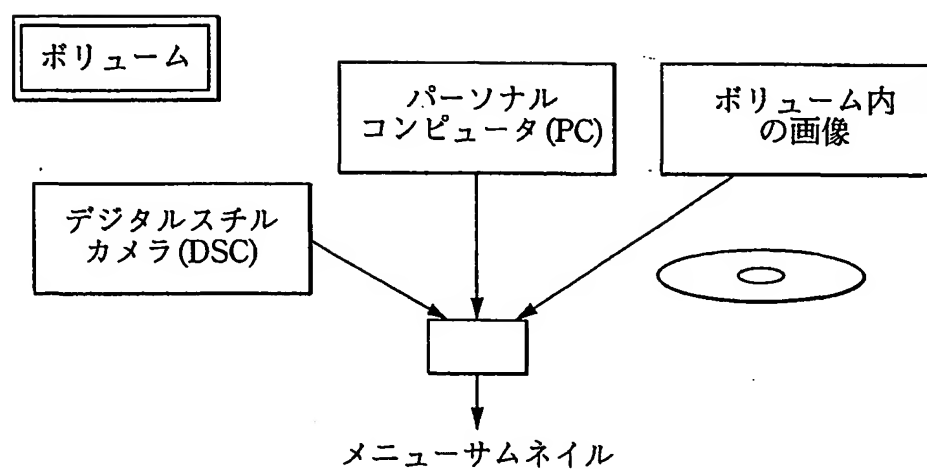 ボリューム
パーソナル
コンピュータ(PC)
ボリューム内
の画像
デジタルスチル
カメラ(DSC)
メニューサムネイル